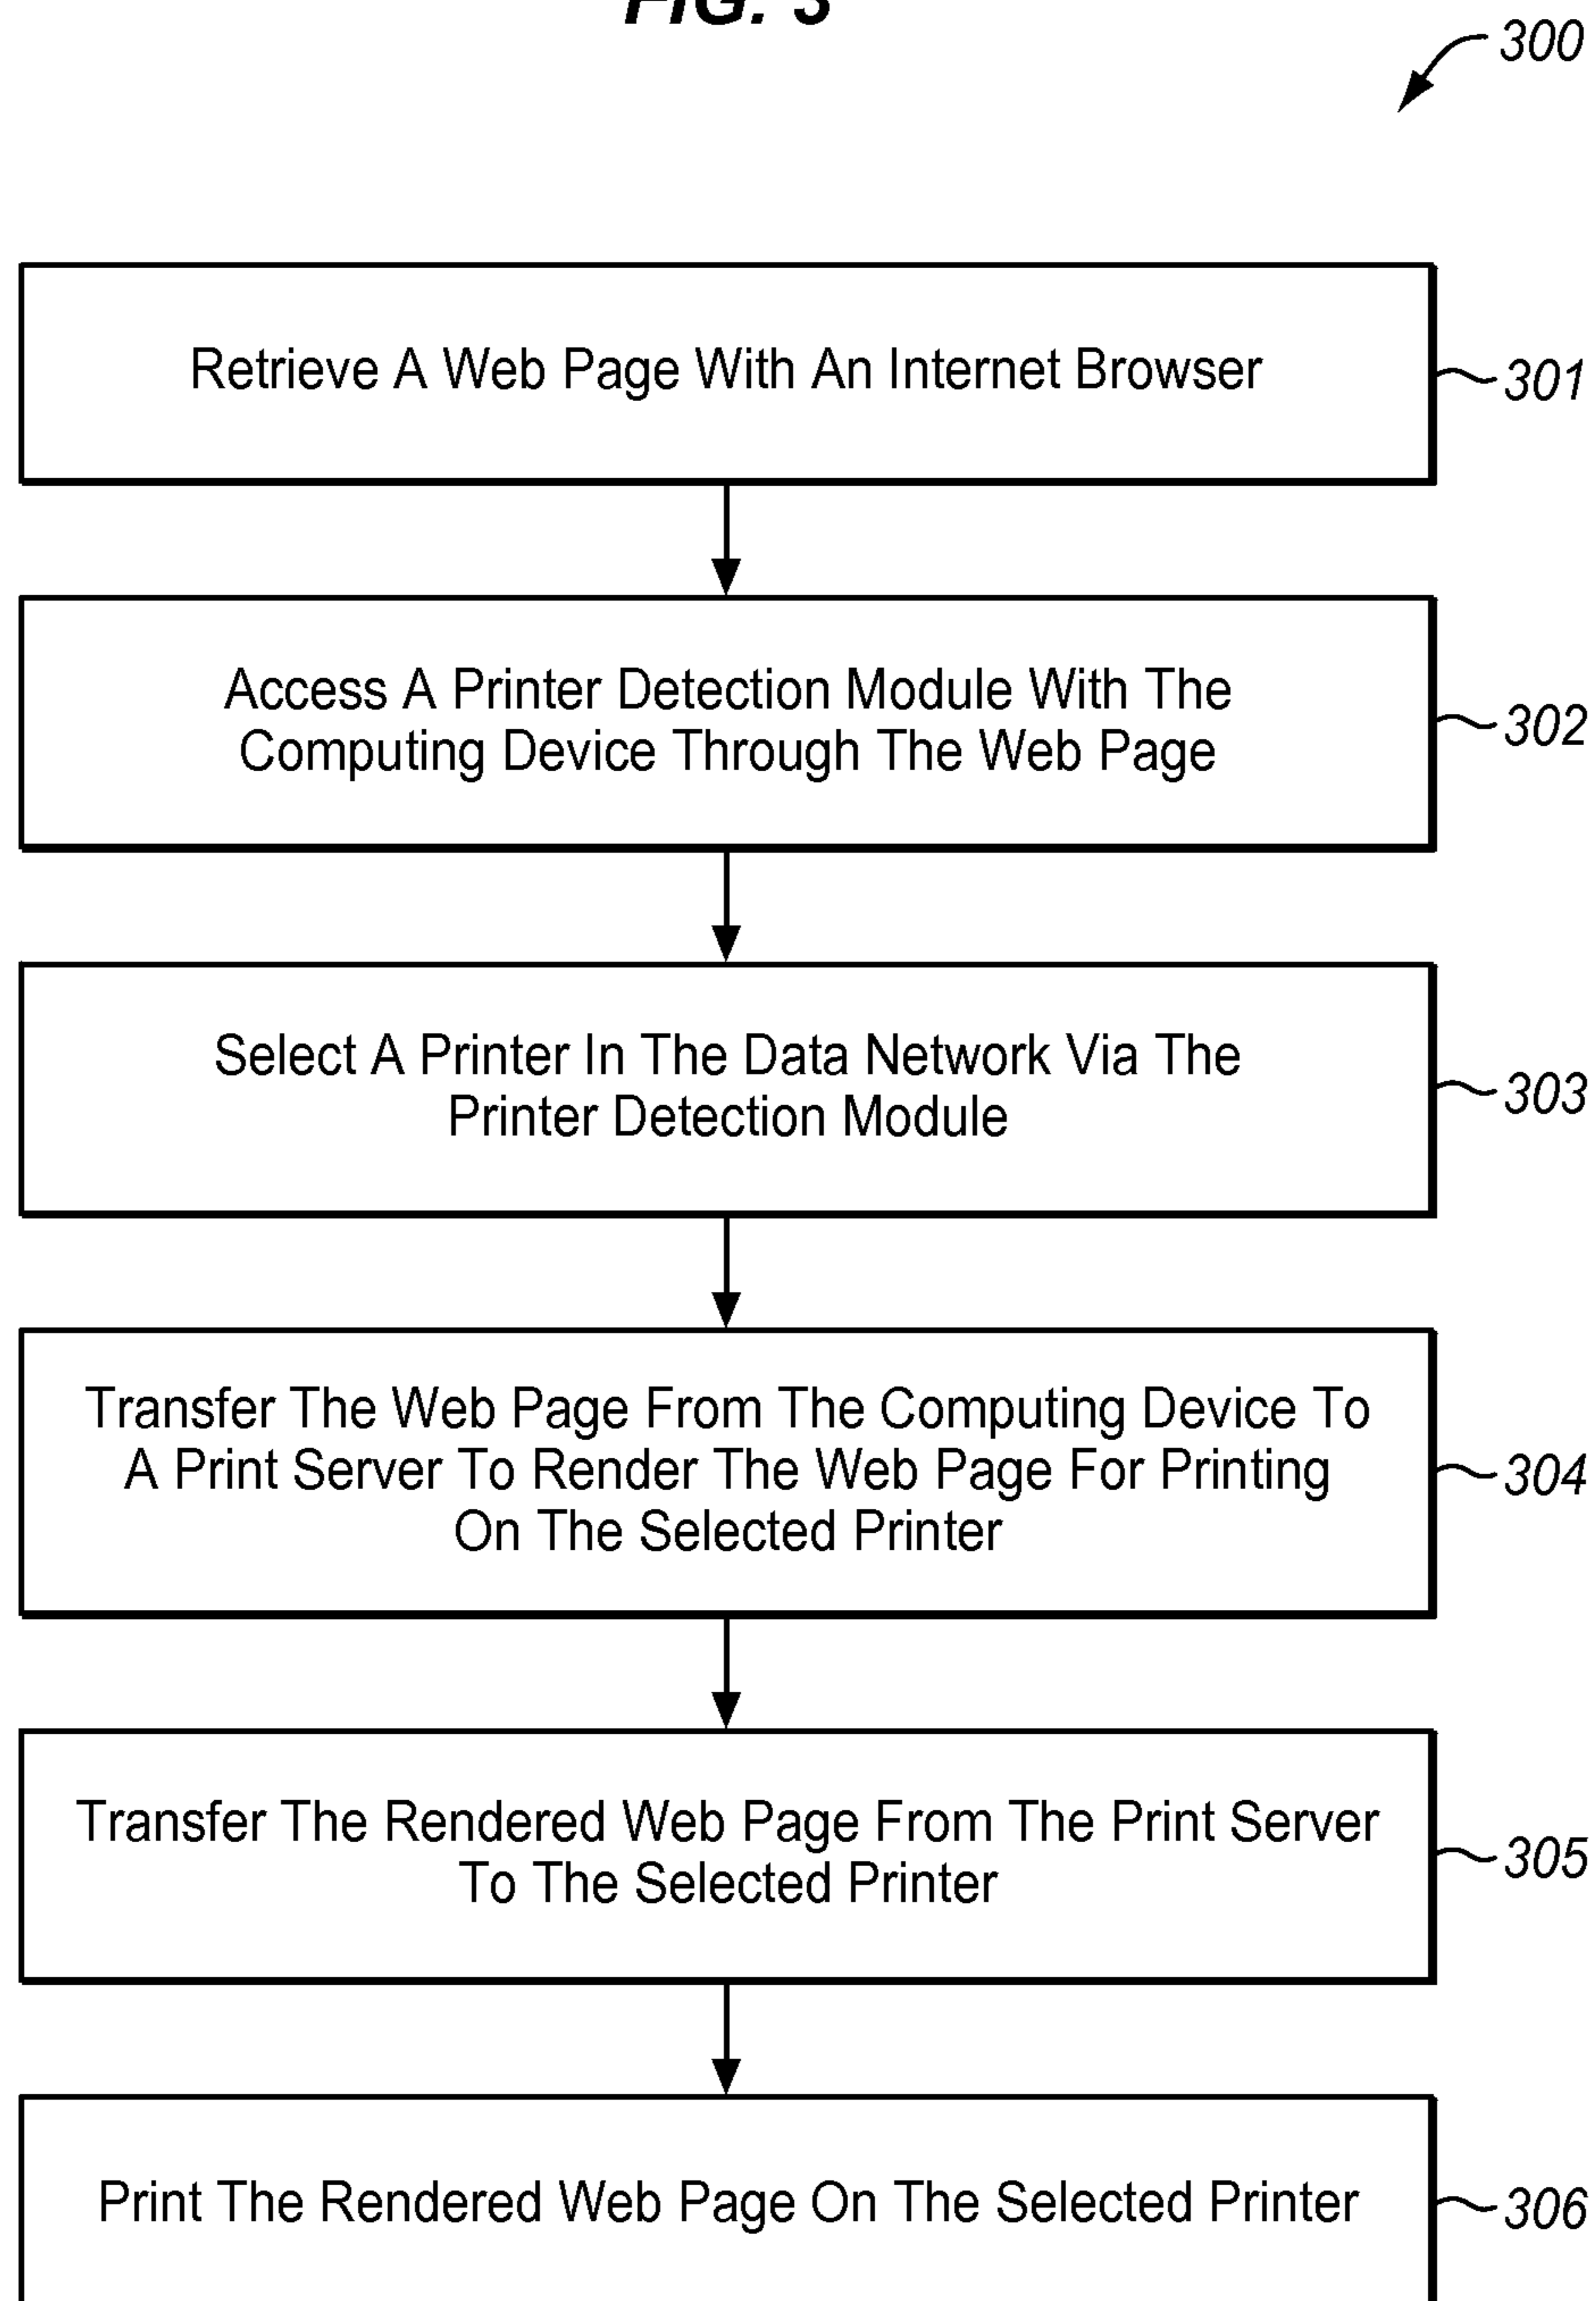 FIG. 3
300
Retrieve A Web Page With An Internet Browser
301
Access A Printer Detection Module With The
Computing Device Through The Web Page
302
Select A Printer In The Data Network Via The
Printer Detection Module
303
Transfer The Web Page From The Computing Device To
A Print Server To Render The Web Page For Printing
On The Selected Printer
304
Transfer The Rendered Web Page From The Print Server
To The Selected Printer
305
Print The Rendered Web Page On The Selected Printer
306